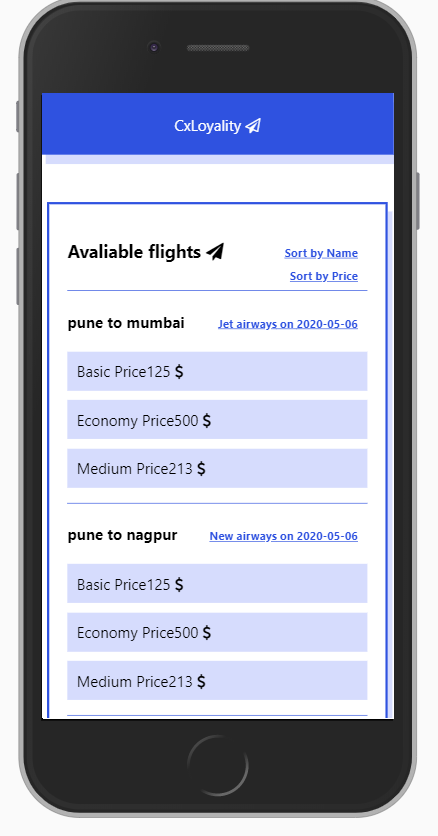 CxLoyality
Avaliable flights
Sort by Name
Sort by Price
pune to mumbai
Jet airways on 2020-05-06
Basic Price125 $
Economy Price500 $
Medium Price213 $
pune to nagpur
New airways on 2020-05-06
Basic Price125 $
Economy Price500 $
Medium Price213 $